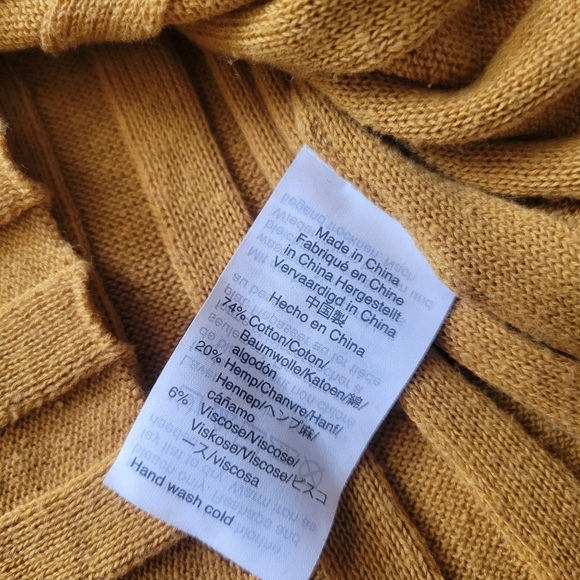 Made in China
Fabriqué en Chine
in China Hergestellt
Vervaardigd in China
中国製
Hecho en China
74% Cotton/Coton/
Baumwolle/Katoen/綿/
algodón
20% Hemp/Chanvre/Hanf/
Hennep/ヘンプ麻/
cáñamo
6% Viscose/Viscose/
Viskose/Viscose/ビスコ
ース/viscosa
Hand wash cold